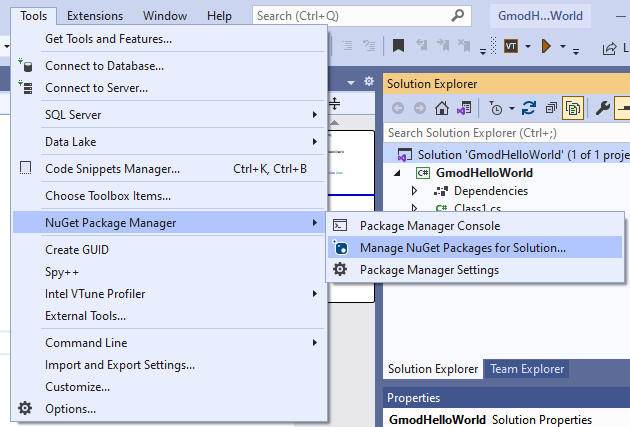 Tools Extensions Window Help Search (Ctrl+Q) GmodH...World
Get Tools and Features...
Connect to Database...
Connect to Server...
SQL Server
Data Lake
Code Snippets Manager... Ctrl+K, Ctrl+B
Choose Toolbox Items...
NuGet Package Manager
Create GUID
Spy++
Intel VTune Profiler
External Tools...
Command Line
Import and Export Settings...
Customize...
Options...
Package Manager Console
Manage NuGet Packages for Solution...
Package Manager Settings
VT
Solution Explorer
Search Solution Explorer (Ctrl+;)
Solution 'GmodHelloWorld' (1 of 1 proje
C# GmodHelloWorld
Dependencies
C# Class1.cs
Solution Explorer Team Explorer
Properties
GmodHelloWorld Solution Properties